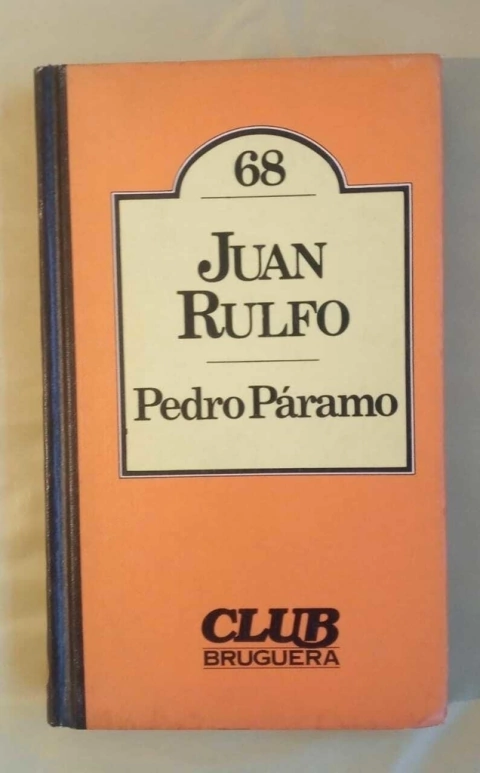 68
JUAN
RULFO
Pedro Páramo
CLUB
BRUGUERA